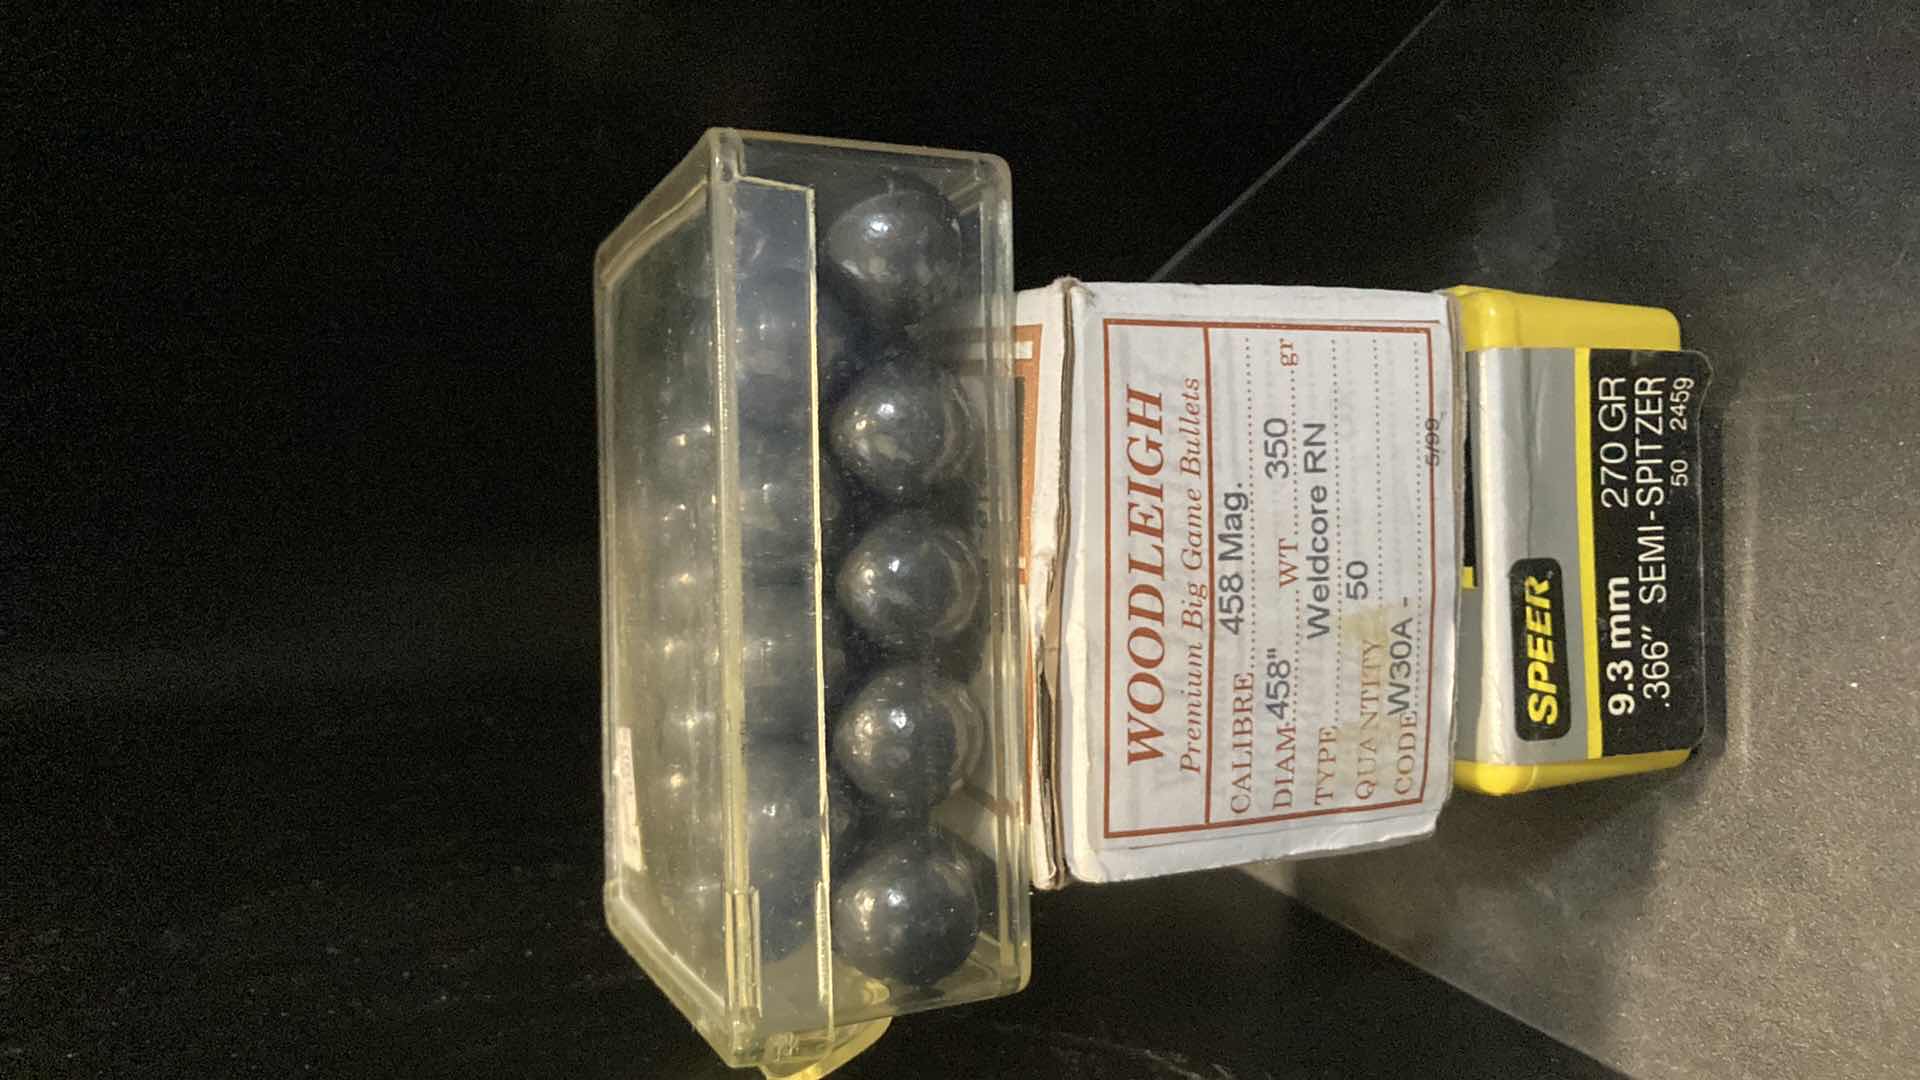 WOODLEIGH
Premium Big Game Bullets
CALIBRE 458 Mag.
DIAM .458" WT 350 gr
TYPE Weldcore RN
QUANTITY 50
CODE W30A -
5/99
SPEER
9.3 mm 270 GR
.366" SEMI-SPITZER
50 2459